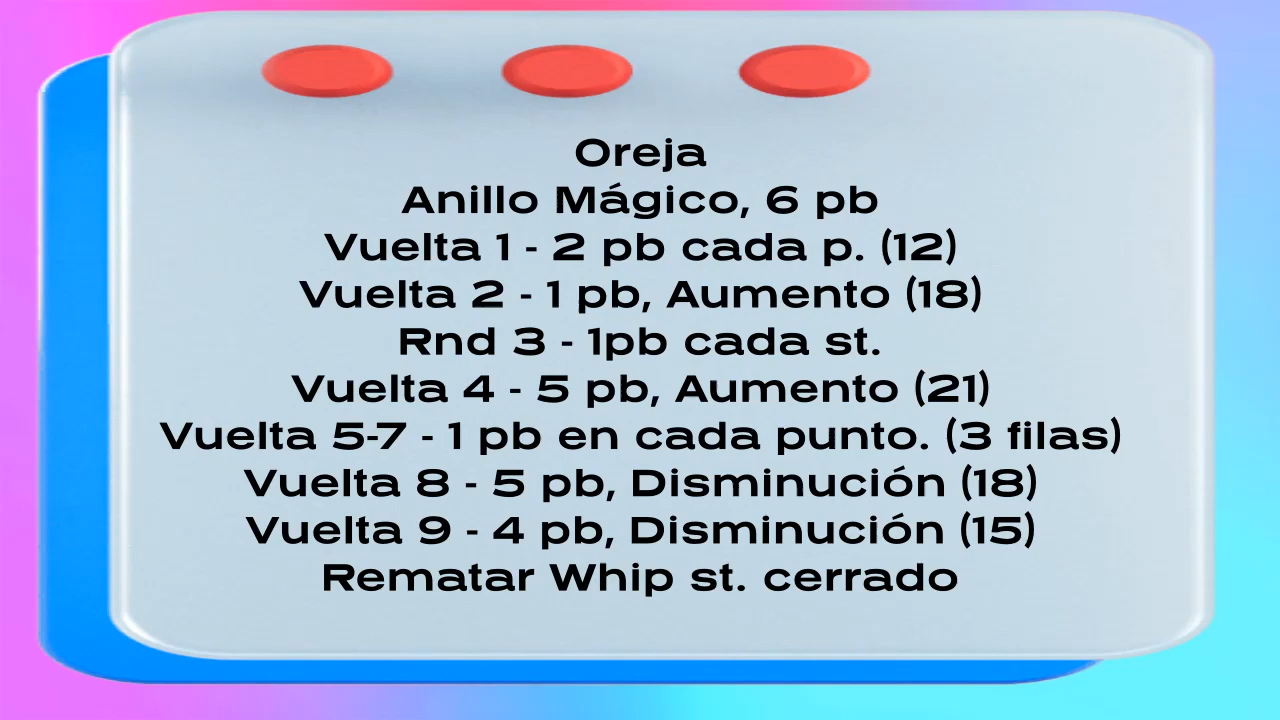 Oreja
Anillo Mágico, 6 pb
Vuelta 1 - 2 pb cada p. (12)
Vuelta 2 - 1 pb, Aumento (18)
Rnd 3 - 1pb cada st.
Vuelta 4 - 5 pb, Aumento (21)
Vuelta 5-7 - 1 pb en cada punto. (3 filas)
Vuelta 8 - 5 pb, Disminución (18)
Vuelta 9 - 4 pb, Disminución (15)
Rematar Whip st. cerrado